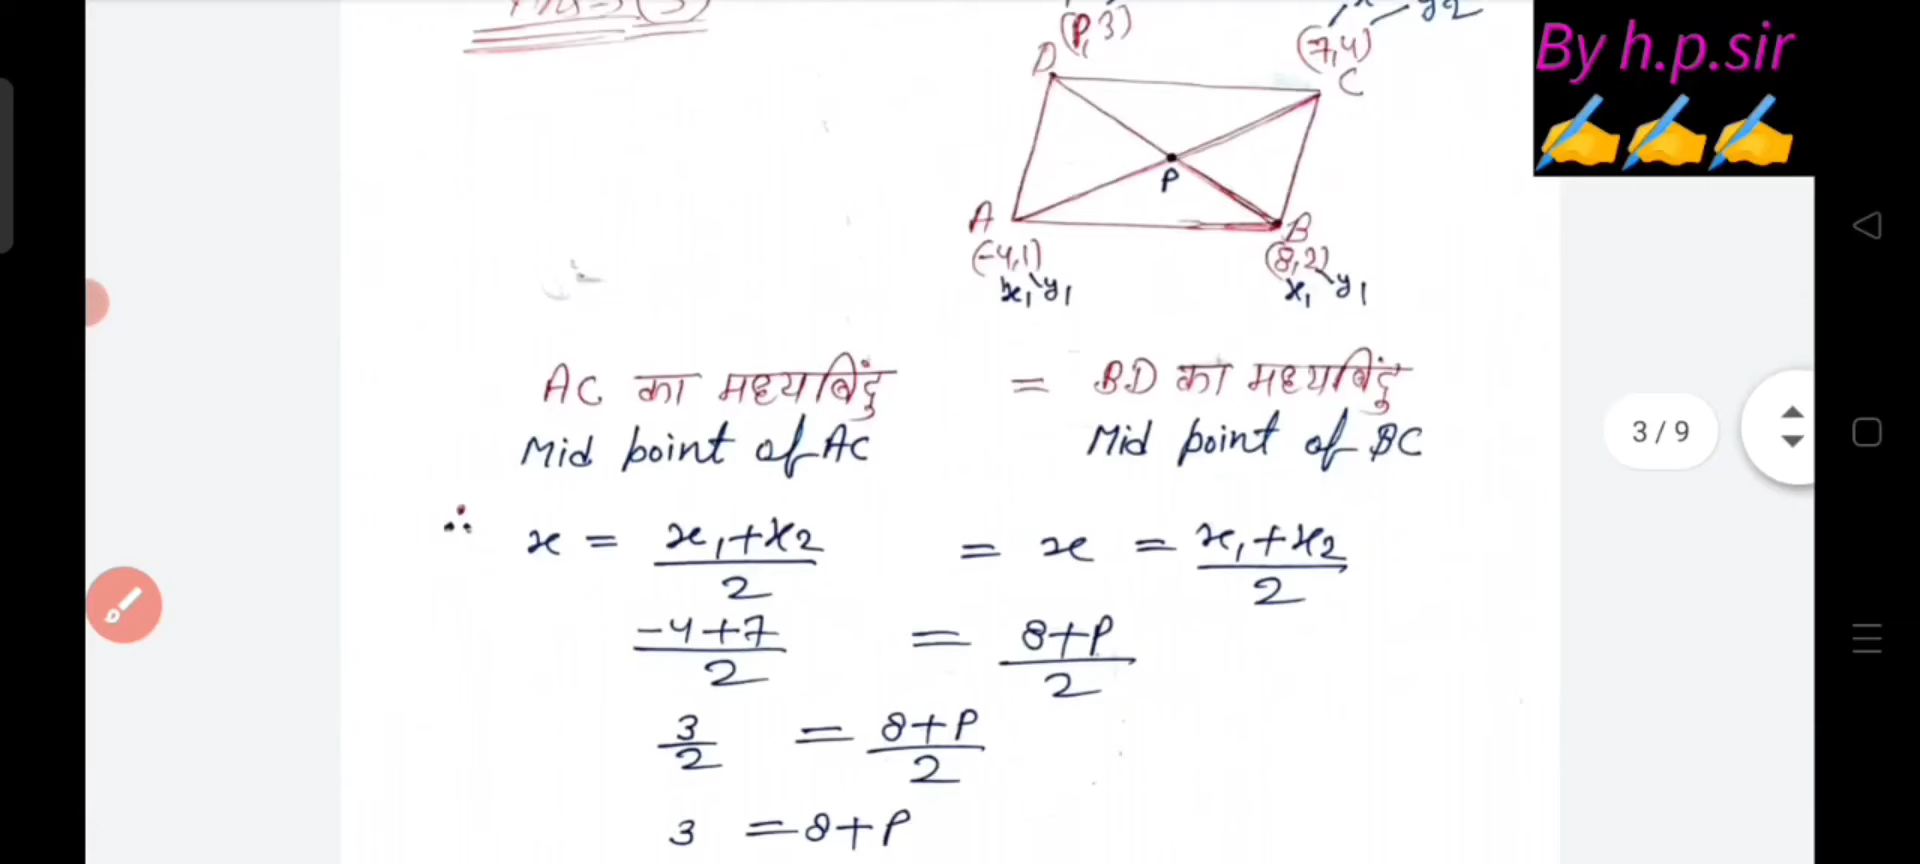 By h.p.sir
(P, 3)
(7, 4)
D
C
P
A
B
(-4, 1)
(8, 2)
x₁ y₁
x₁ y₁
AC का मध्यबिंदु = BD का मध्यबिंदु
Mid point of AC Mid point of BC
∴ x = x₁+x₂/2 = x = x₁+x₂/2
-4+7/2 = 8+P/2
3/2 = 8+P/2
3 = 8+P
3/9